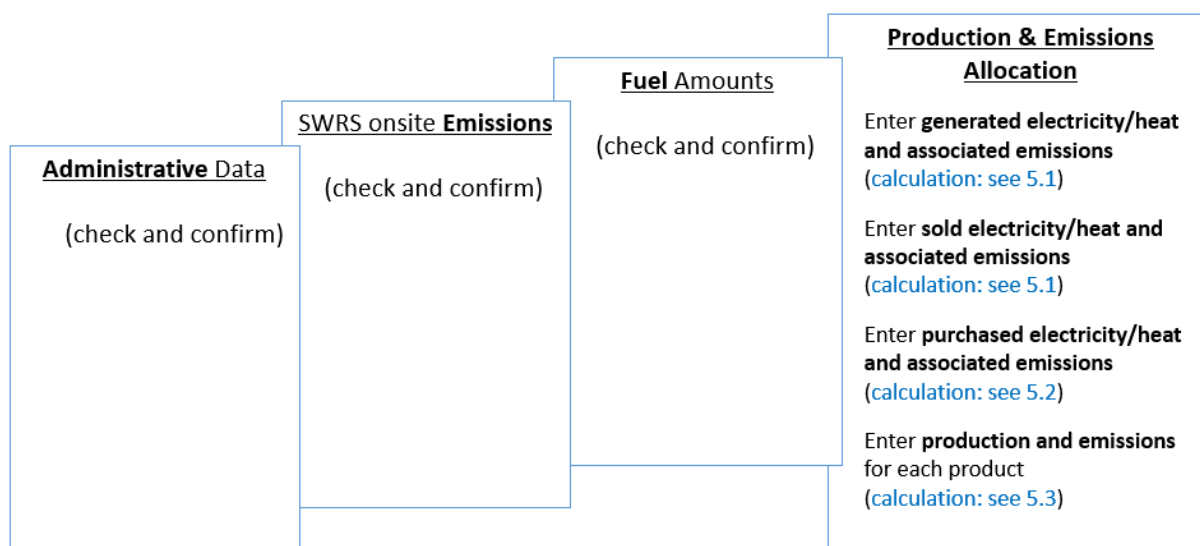 Administrative Data
(check and confirm)
SWRS onsite Emissions
(check and confirm)
Fuel Amounts
(check and confirm)
Production & Emissions
Allocation
Enter generated electricity/heat
and associated emissions
(calculation: see 5.1)
Enter sold electricity/heat and
associated emissions
(calculation: see 5.1)
Enter purchased electricity/heat
and associated emissions
(calculation: see 5.2)
Enter production and emissions
for each product
(calculation: see 5.3)